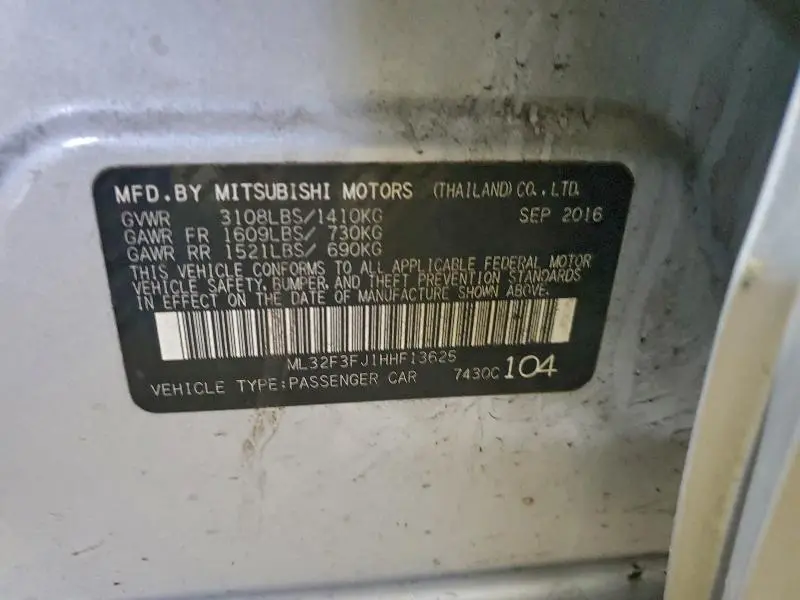 MFD.BY MITSUBISHI MOTORS (THAILAND) CO., LTD.
GVWR 3108LBS/1410KG SEP 2016
GAWR FR 1609LBS/ 730KG
GAWR RR 1521LBS/ 690KG
THIS VEHICLE CONFORMS TO ALL APPLICABLE FEDERAL MOTOR
VEHICLE SAFETY, BUMPER, AND THEFT PREVENTION STANDARDS
IN EFFECT ON THE DATE OF MANUFACTURE SHOWN ABOVE.
ML32F3FJ1HHF13625
VEHICLE TYPE:PASSENGER CAR 7430C 104